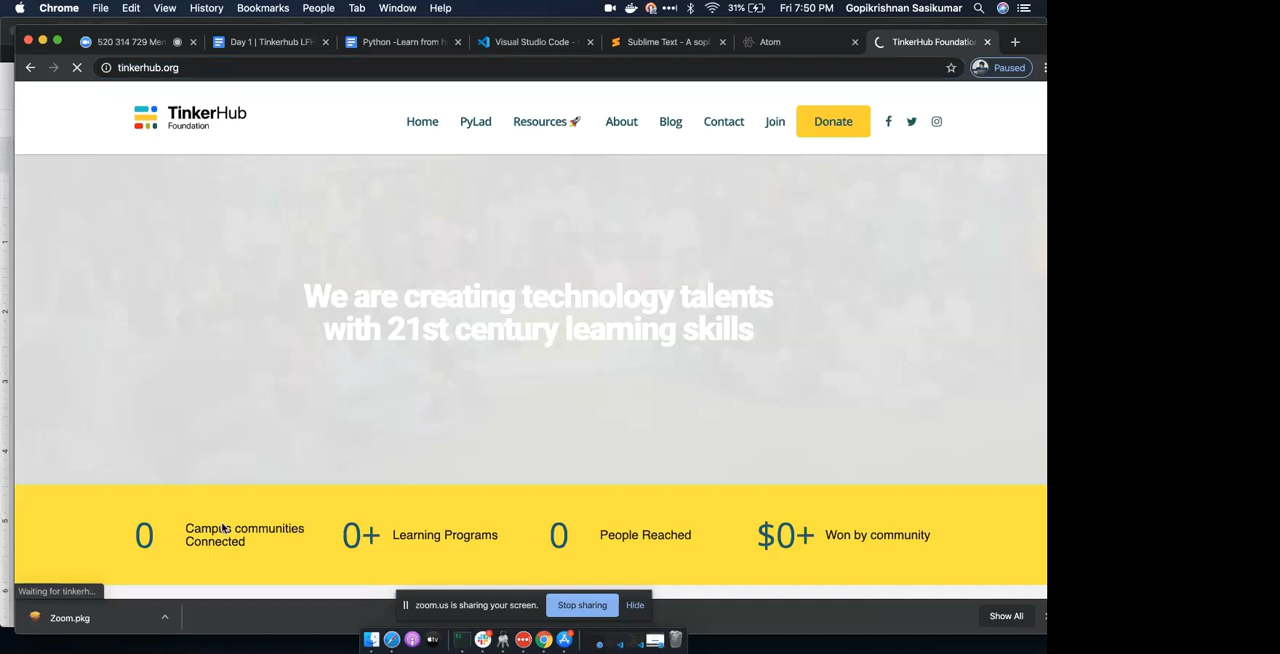 Chrome File Edit View History Bookmarks People Tab Window Help 31% Fri 7:50 PM Gopikrishnan Sasikumar
520 314 729 Day 1 | Tinkerhub Python -Learn from Visual Studio Code - Sublime Text - A Atom TinkerHub
tinkerhub.org Paused
TinkerHub
Foundation
Home PyLad Resources 🚀 About Blog Contact Join Donate
We are creating technology talents
with 21st century learning skills
0 Campus communities
Connected
0+ Learning Programs
0 People Reached
$0+ Won by community
Waiting for tinkerh...
zoom.us is sharing your screen. Stop sharing Hide
Zoom.pkg Show All